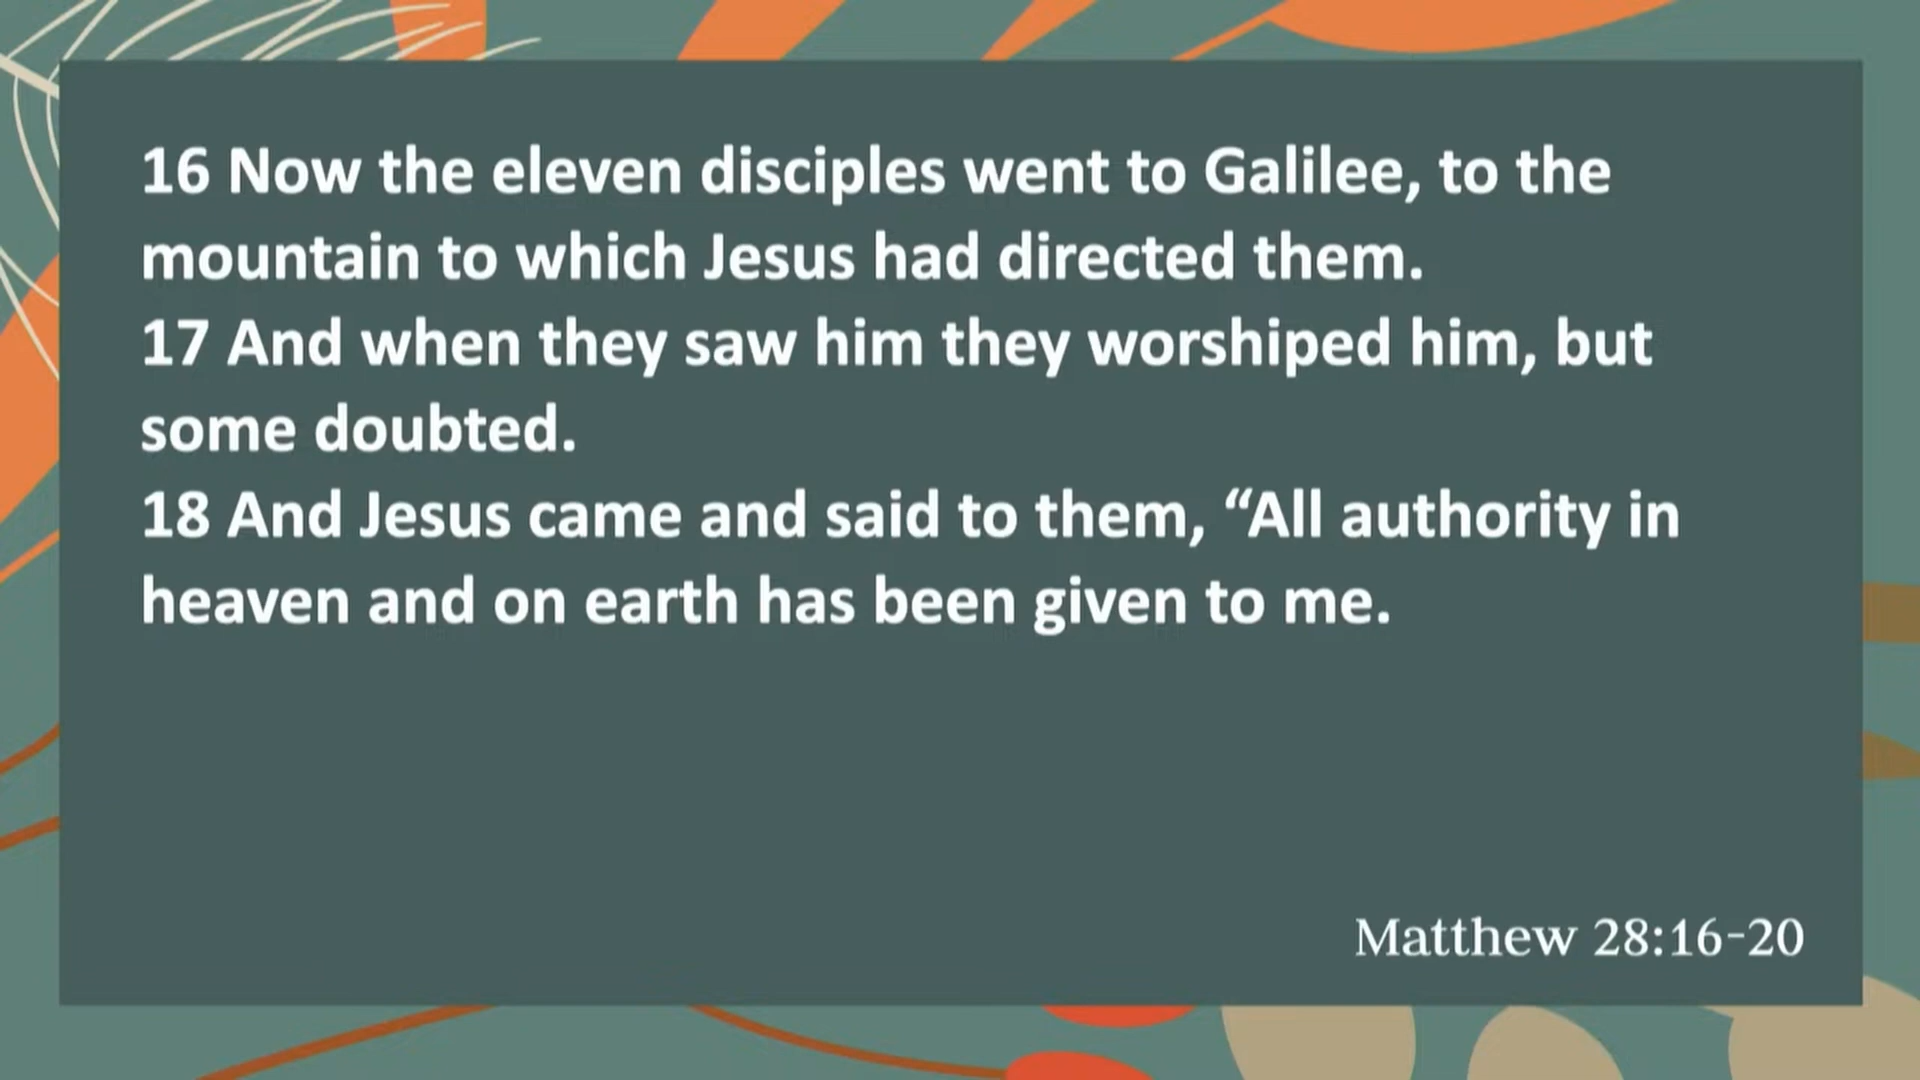 16 Now the eleven disciples went to Galilee, to the
mountain to which Jesus had directed them.
17 And when they saw him they worshiped him, but
some doubted.
18 And Jesus came and said to them, “All authority in
heaven and on earth has been given to me.
Matthew 28:16-20